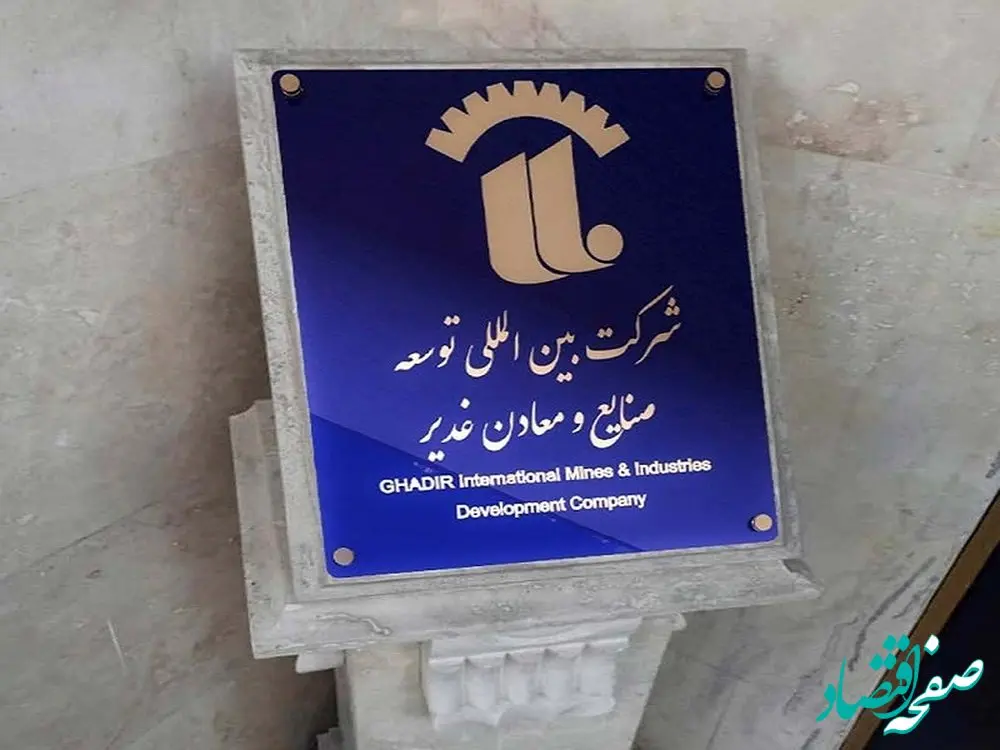 شرکت بین المللی توسعه
صنایع و معادن غدیر
GHADIR International Mines & Industries
Development Company
صفحه اقتصاد